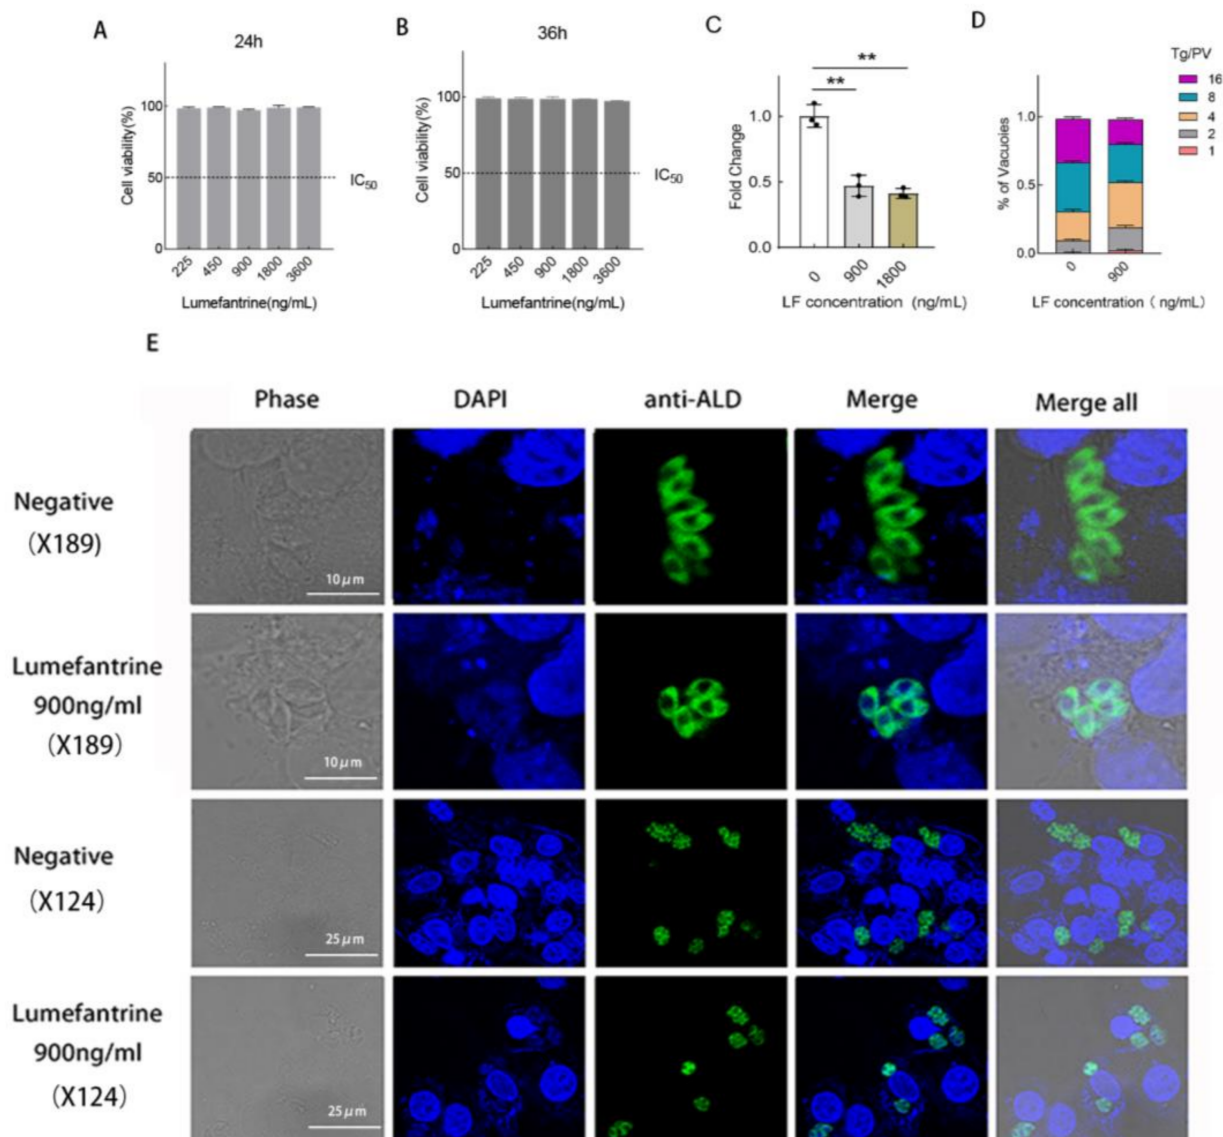 A
24h
Cell viability(%)
100
50
0
IC50
225
450
900
1800
3600
Lumefantrine(ng/mL)
B
36h
Cell viability(%)
100
50
0
IC50
225
450
900
1800
3600
Lumefantrine(ng/mL)
C
**
**
Fold Change
1.0
0.5
0.0
0
900
1800
LF concentration (ng/mL)
D
Tg/PV
16
8
4
2
1
% of Vacuoies
1.0
0.5
0.0
0
900
LF concentration ( ng/mL)
E
Phase DAPI anti-ALD Merge Merge all
Negative
(X189)
10μm
Lumefantrine
900ng/ml
(X189)
10μm
Negative
(X124)
25μm
Lumefantrine
900ng/ml
(X124)
25μm